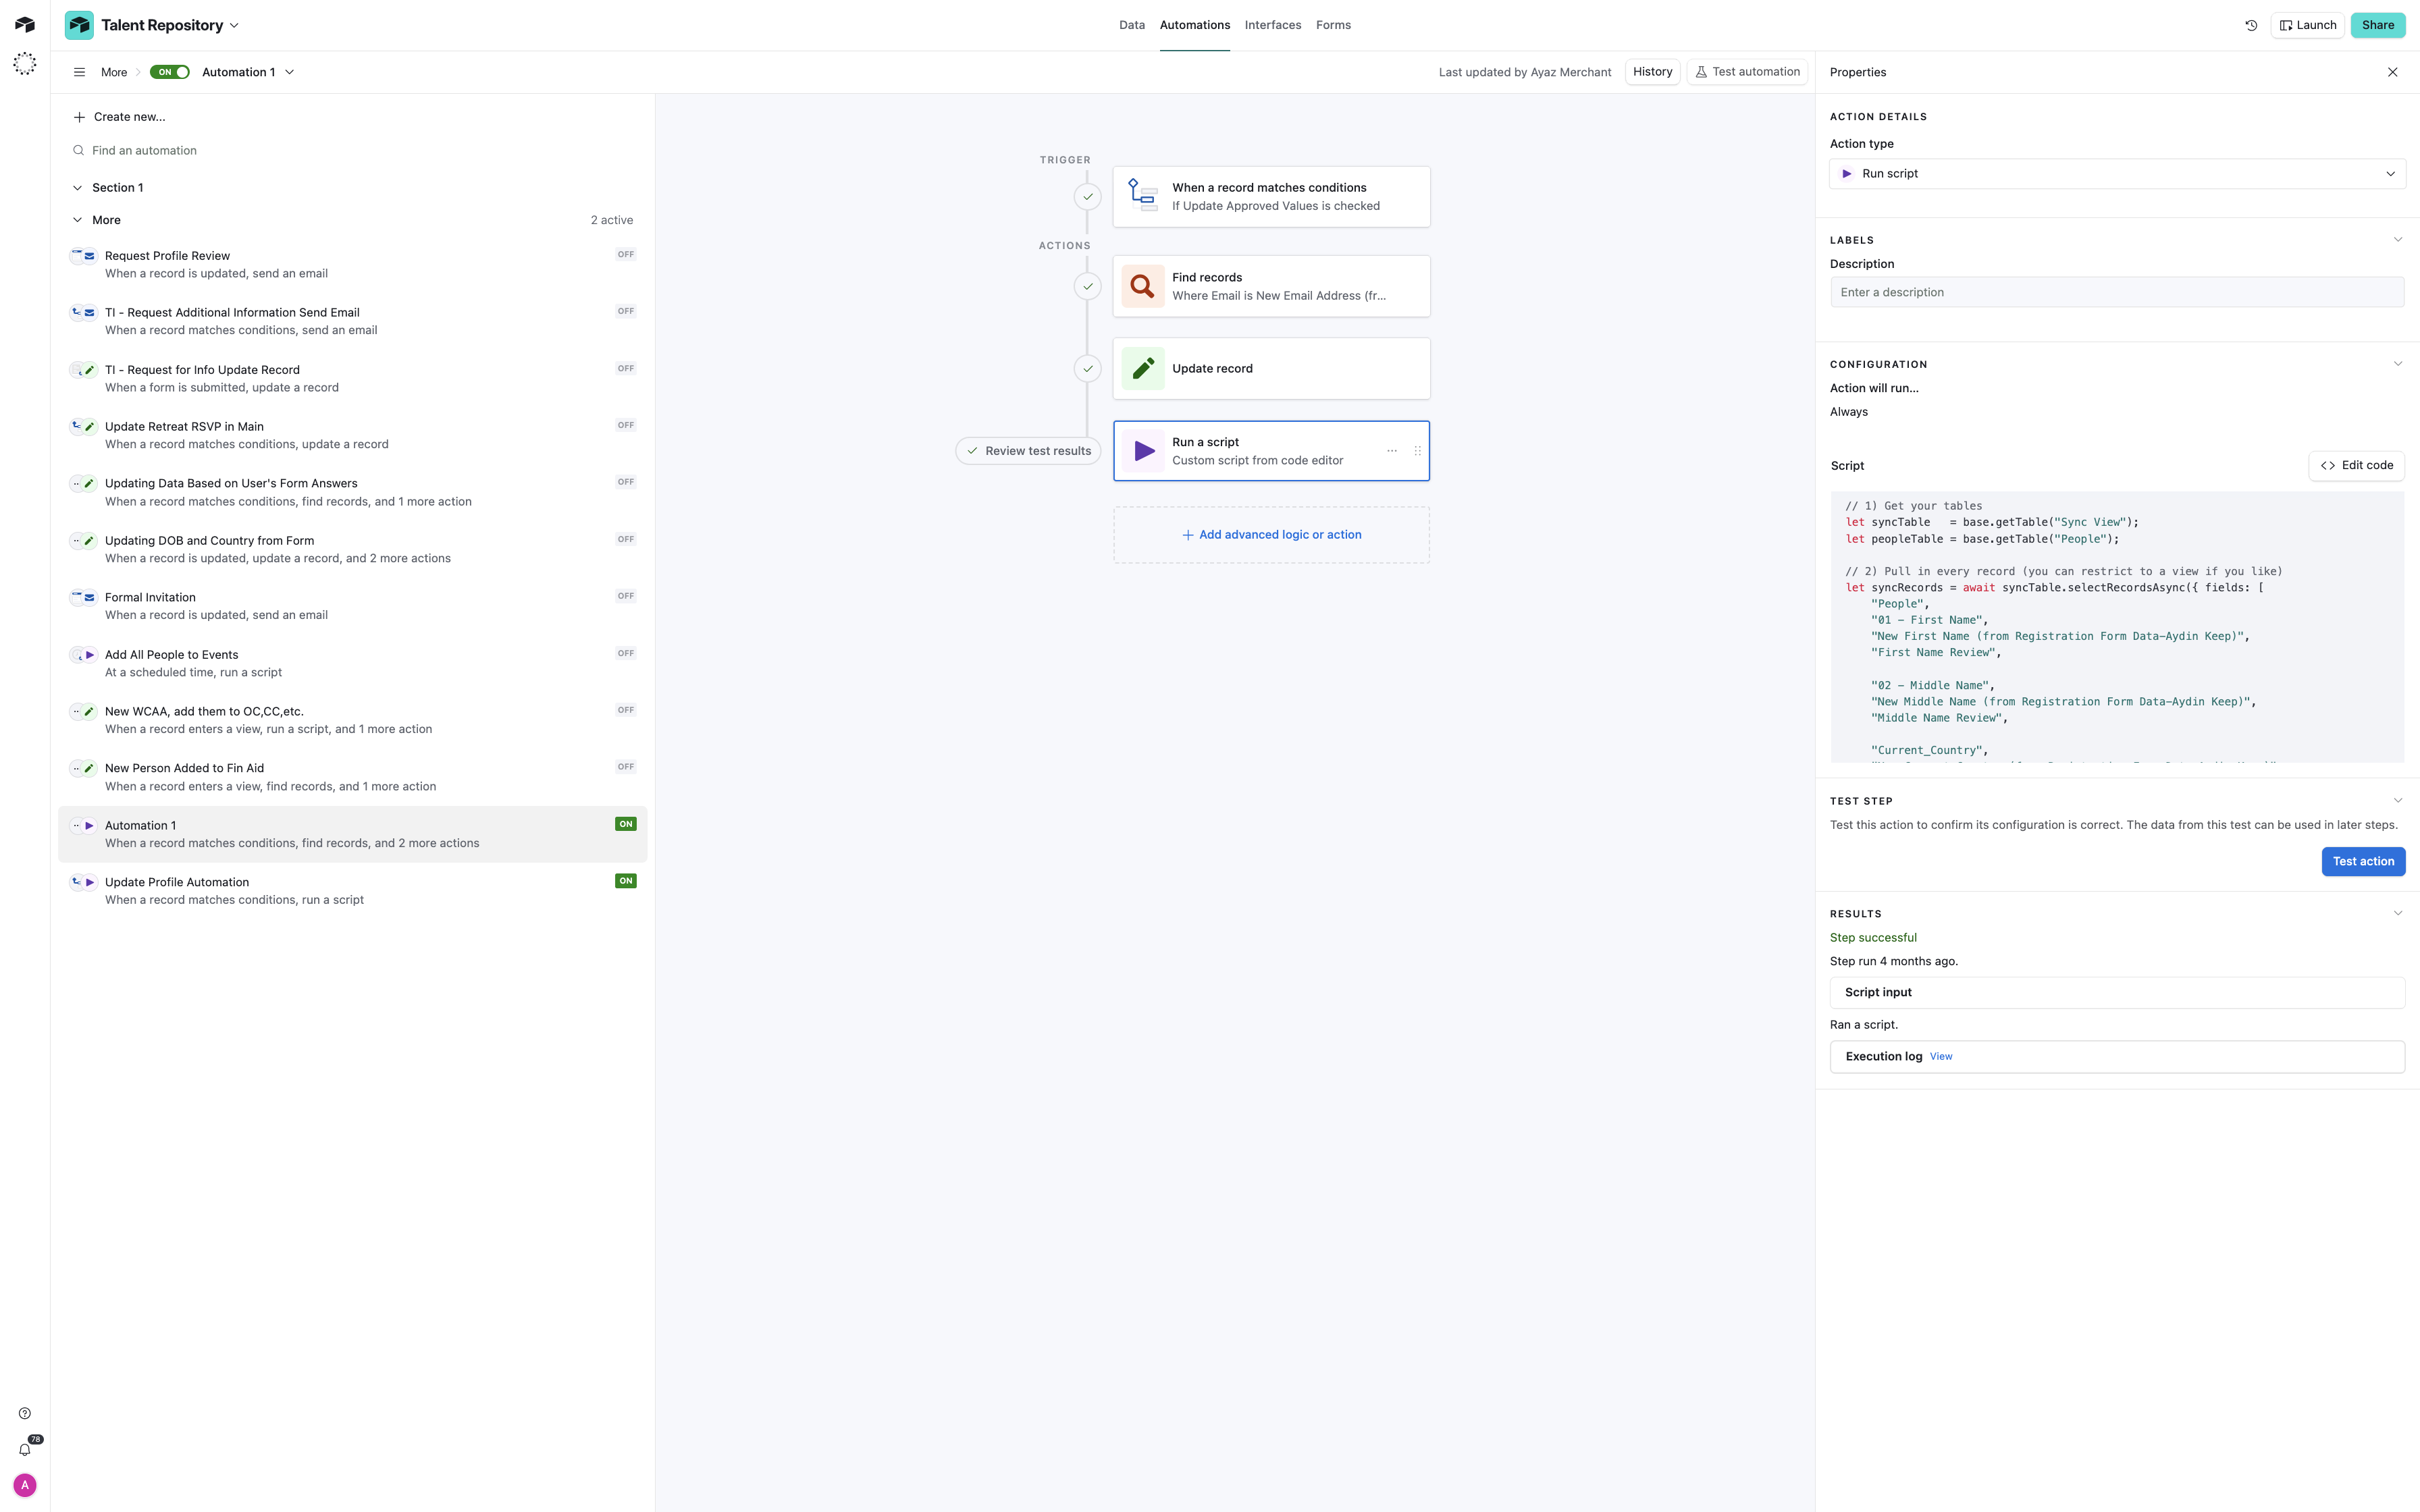 Talent Repository
Data
Automations
Interfaces
Forms
Launch
Share
More
ON
Automation 1
Last updated by Ayaz Merchant
History
Test automation
Properties
Create new...
Find an automation
Section 1
More
2 active
Request Profile Review
OFF
When a record is updated, send an email
TI - Request Additional Information Send Email
OFF
When a record matches conditions, send an email
TI - Request for Info Update Record
OFF
When a form is submitted, update a record
Update Retreat RSVP in Main
OFF
When a record matches conditions, update a record
Updating Data Based on User's Form Answers
OFF
When a record matches conditions, find records, and 1 more action
Updating DOB and Country from Form
OFF
When a record is updated, update a record, and 2 more actions
Formal Invitation
OFF
When a record is updated, send an email
Add All People to Events
OFF
At a scheduled time, run a script
New WCAA, add them to OC,CC,etc.
OFF
When a record enters a view, run a script, and 1 more action
New Person Added to Fin Aid
OFF
When a record enters a view, find records, and 1 more action
Automation 1
ON
When a record matches conditions, find records, and 2 more actions
Update Profile Automation
ON
When a record matches conditions, run a script
78
A
TRIGGER
When a record matches conditions
If Update Approved Values is checked
ACTIONS
Find records
Where Email is New Email Address (fr...
Update record
Review test results
Run a script
Custom script from code editor
Add advanced logic or action
ACTION DETAILS
Action type
Run script
LABELS
Description
Enter a description
CONFIGURATION
Action will run...
Always
Script
Edit code
// 1) Get your tables
let syncTable   = base.getTable("Sync View");
let peopleTable = base.getTable("People");
// 2) Pull in every record (you can restrict to a view if you like)
let syncRecords = await syncTable.selectRecordsAsync({ fields: [
"People",
"01 – First Name",
"New First Name (from Registration Form Data–Aydin Keep)",
"First Name Review",
"02 – Middle Name",
"New Middle Name (from Registration Form Data–Aydin Keep)",
"Middle Name Review",
"Current_Country",
TEST STEP
Test this action to confirm its configuration is correct. The data from this test can be used in later steps.
Test action
RESULTS
Step successful
Step run 4 months ago.
Script input
Ran a script.
Execution log View